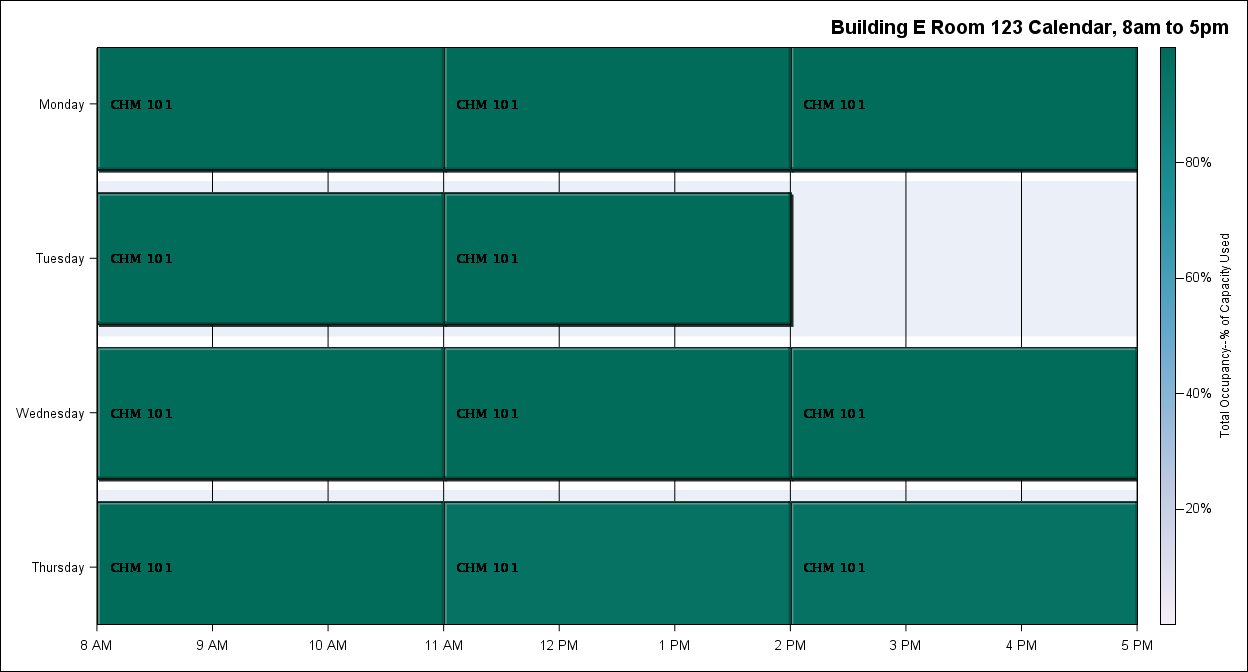 Building E Room 123 Calendar, 8am to 5pm
Monday
CHM 101
CHM 101
CHM 101
Tuesday
CHM 101
CHM 101
Wednesday
CHM 101
CHM 101
CHM 101
Thursday
CHM 101
CHM 101
CHM 101
8 AM
9 AM
10 AM
11 AM
12 PM
1 PM
2 PM
3 PM
4 PM
5 PM
80%
60%
40%
20%
Total Occupancy--% of Capacity Used